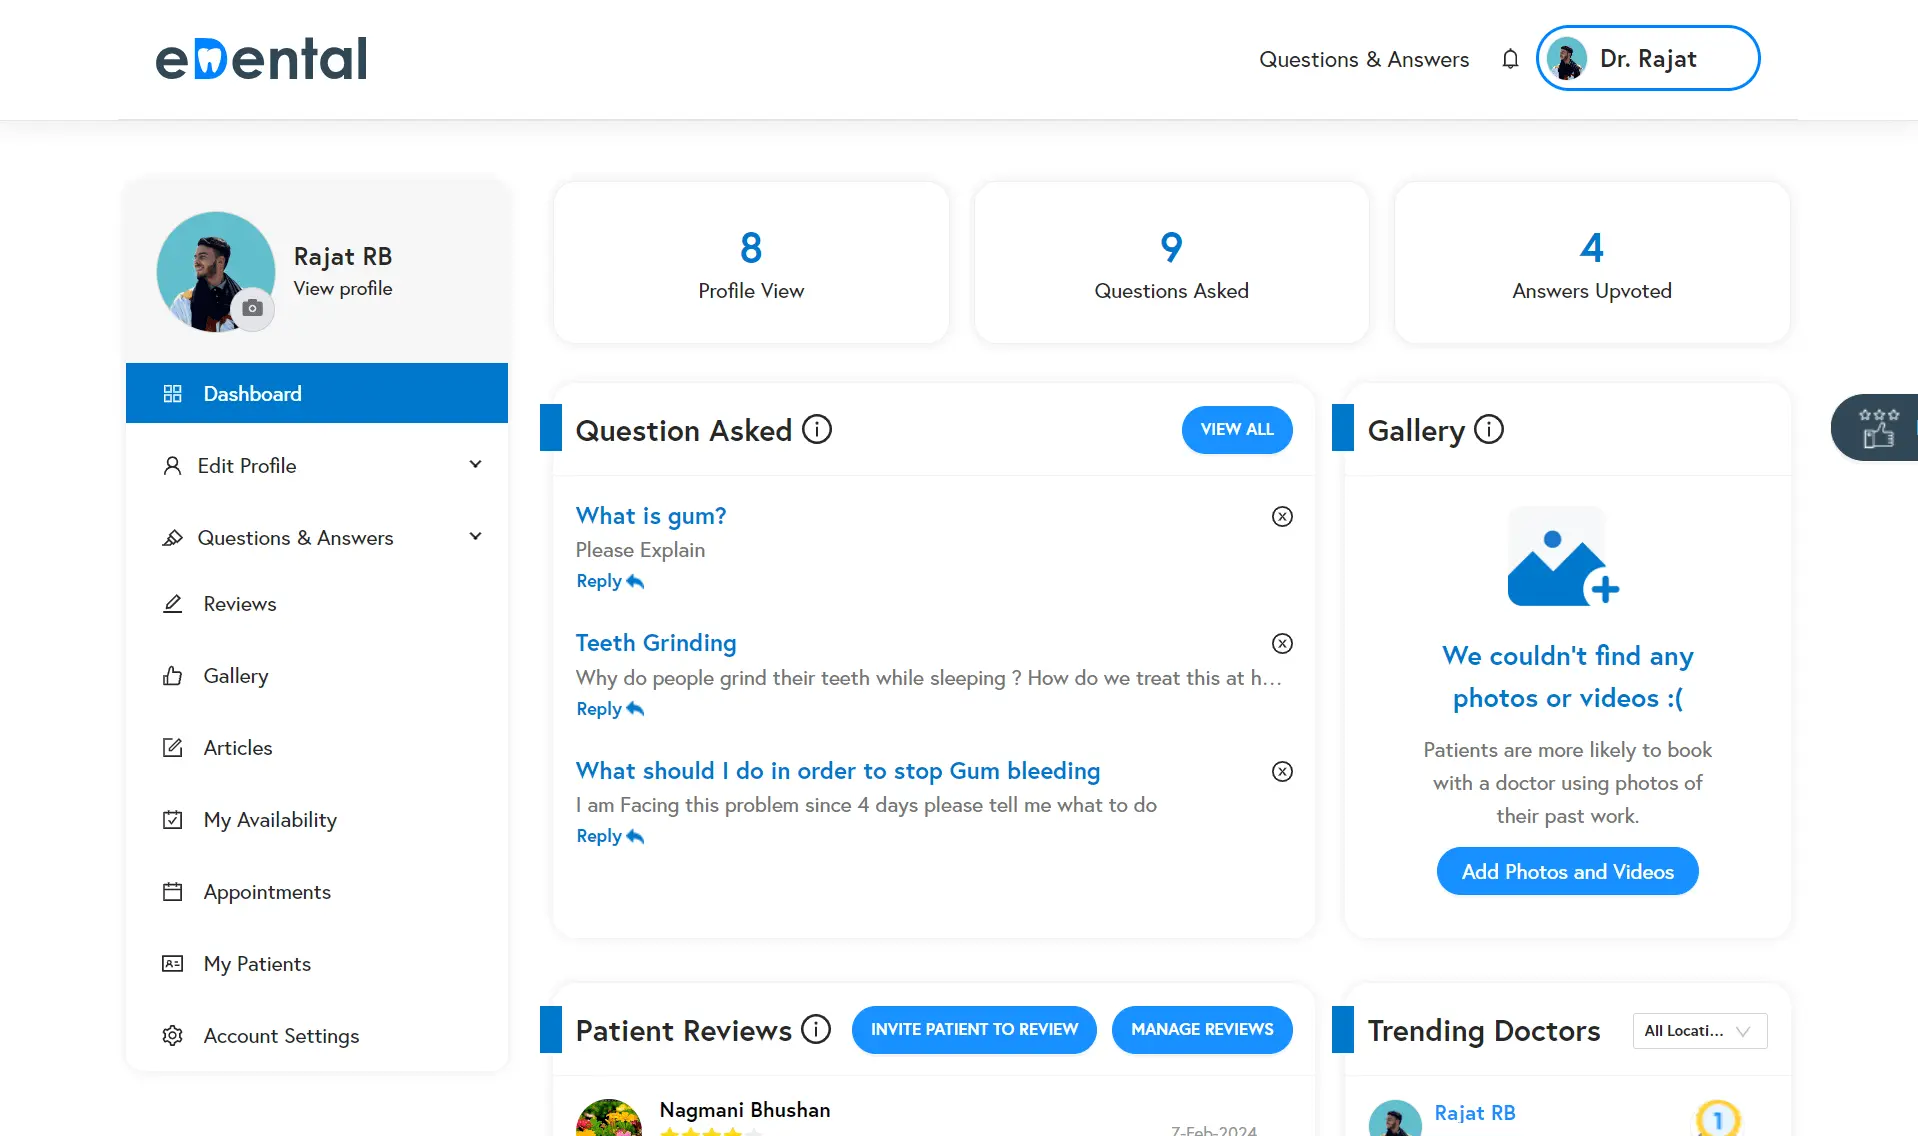 eDental
Questions & Answers
Dr. Rajat
Rajat RB
View profile
Dashboard
Edit Profile
Questions & Answers
Reviews
Gallery
Articles
My Availability
Appointments
My Patients
Account Settings
8
Profile View
9
Questions Asked
4
Answers Upvoted
Question Asked
VIEW ALL
What is gum?
Please Explain
Reply
Teeth Grinding
Why do people grind their teeth while sleeping ? How do we treat this at h...
Reply
What should I do in order to stop Gum bleeding
I am Facing this problem since 4 days please tell me what to do
Reply
Gallery
We couldn't find any
photos or videos :(
Patients are more likely to book
with a doctor using photos of
their past work.
Add Photos and Videos
Patient Reviews
INVITE PATIENT TO REVIEW
MANAGE REVIEWS
Nagmani Bhushan
7-Feb-2024
Trending Doctors
All Locati...
Rajat RB
1